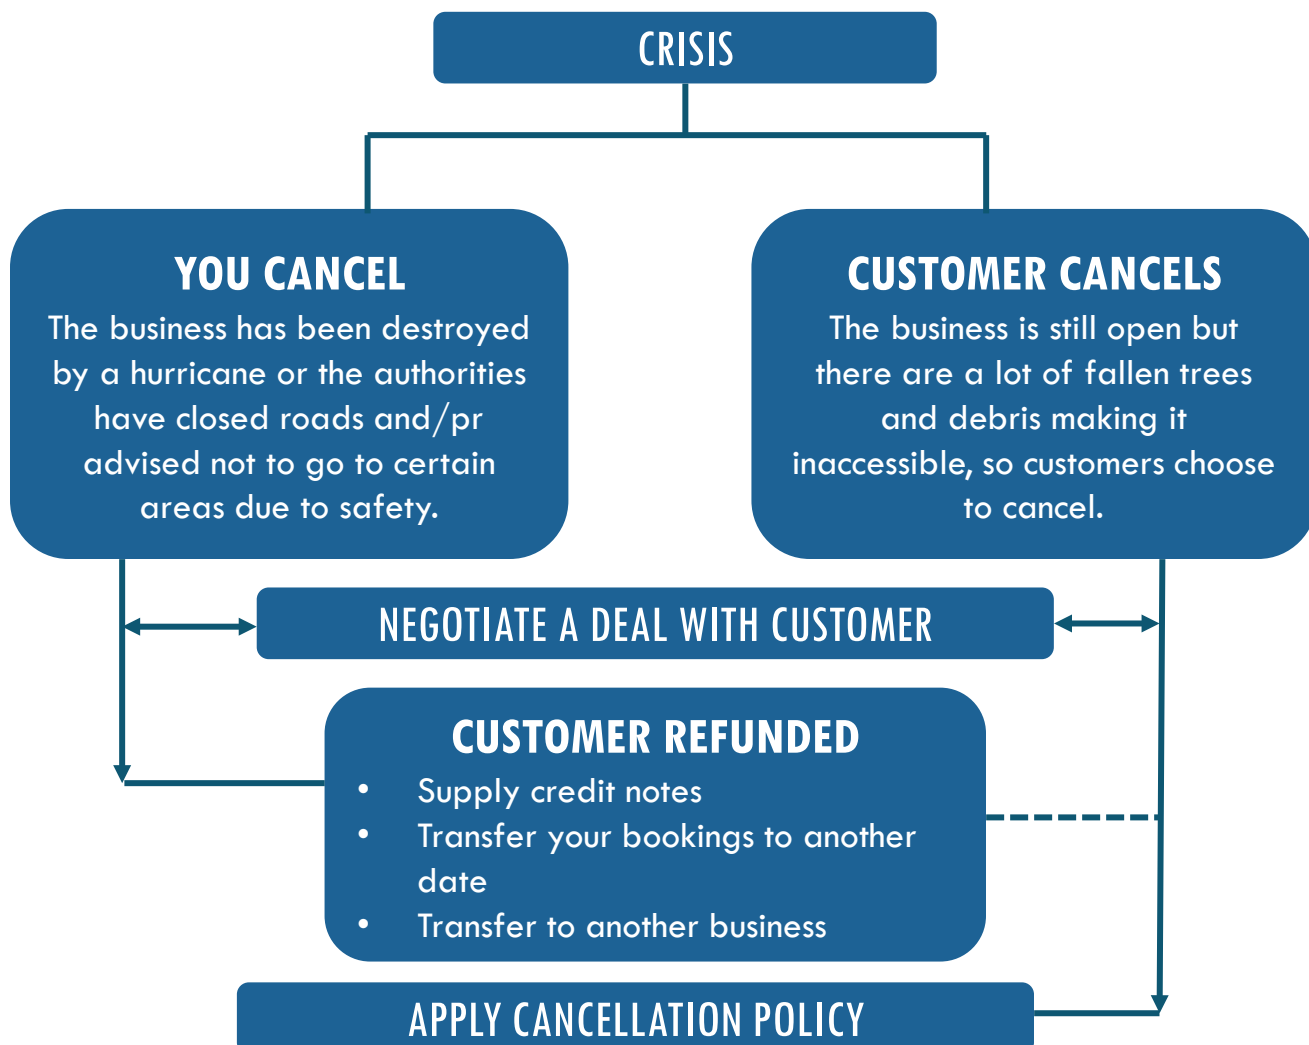 CRISIS
YOU CANCEL
The business has been destroyed
by a hurricane or the authorities
have closed roads and/pr
advised not to go to certain
areas due to safety.
CUSTOMER CANCELS
The business is still open but
there are a lot of fallen trees
and debris making it
inaccessible, so customers choose
to cancel.
NEGOTIATE A DEAL WITH CUSTOMER
CUSTOMER REFUNDED
• Supply credit notes
• Transfer your bookings to another
date
• Transfer to another business
APPLY CANCELLATION POLICY